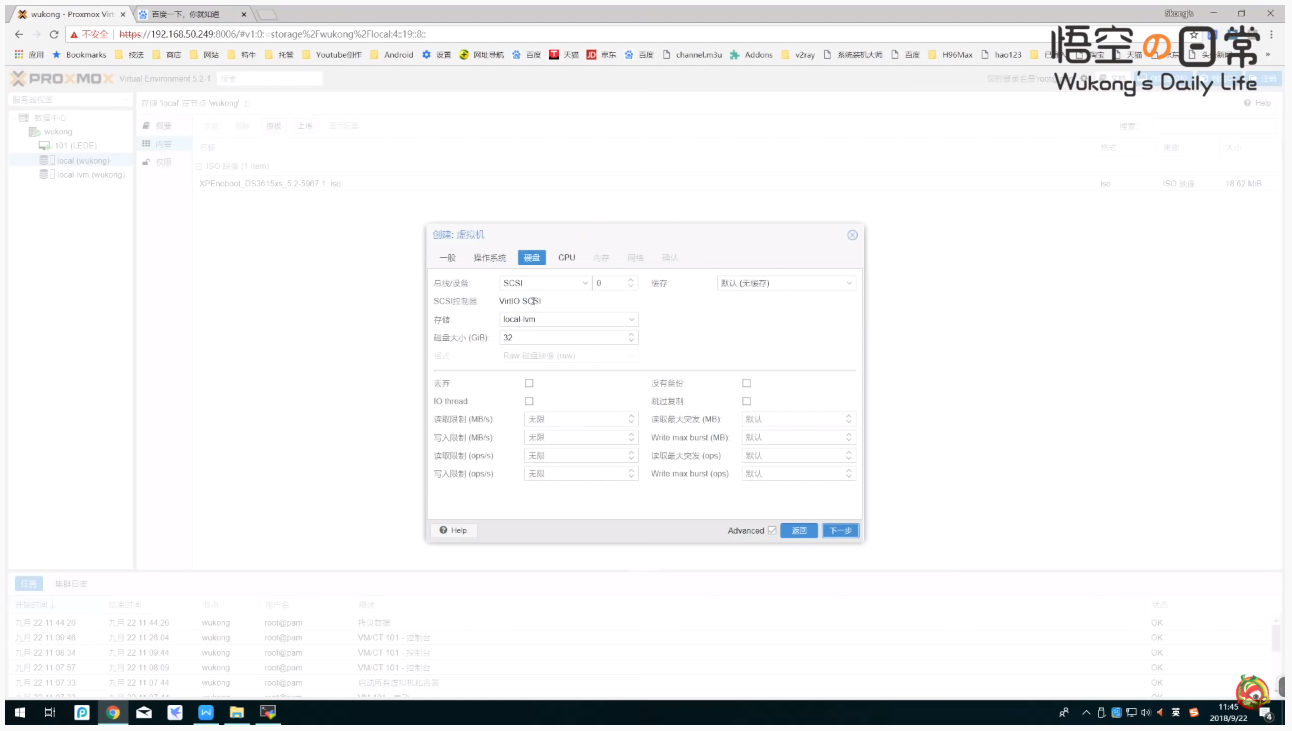 wukong - Proxmox Virt × 百度一下，你就知道 ×
不安全 https://192.168.50.249:8006/#v1:0:=storage%2Fwukong%2Flocal:4::19::8::
应用 Bookmarks 技法 商店 网站 特牛 托管 Youtube创作 Android 设置 网址导航 百度 天猫 京东 百度 channel.m3u Addons v2ray 系统装机大师 百度 H96Max hao123
悟空の日常
Wukong's Daily Life
PROXMOX Virtual Environment 5.2-1 搜索
服务器视图
存储 'local' 在节点 'wukong' 上
Help
数据中心
wukong
101 (LEDE)
local (wukong)
local-lvm (wukong)
概要
内容
权限
上传
搜索:
名称 格式 类型 大小
ISO 映像 (1 Item)
XPEnoboot_DS3615xs_5.2-5967.1.iso iso ISO 映像 18.62 MiB
创建: 虚拟机
一般 操作系统 硬盘 CPU 内存 网络 确认
总线/设备: SCSI 0 缓存: 默认 (无缓存)
SCSI控制器: VirtIO SCSI
存储: local-lvm
磁盘大小 (GiB): 32
格式: Raw 磁盘映像 (raw)
丢弃: 没有备份:
IO thread: 跳过复制:
读取限制 (MB/s): 无限 读取最大突发 (MB): 默认
写入限制 (MB/s): 无限 Write max burst (MB): 默认
读取限制 (ops/s): 无限 读取最大突发 (ops): 默认
写入限制 (ops/s): 无限 Write max burst (ops): 默认
Help Advanced 返回 下一步
任务 集群日志
开始时间 结束时间 节点 用户名 描述 状态
九月 22 11:44:26 九月 22 11:44:26 wukong root@pam 拷贝数据 OK
九月 22 11:00:46 九月 22 11:26:04 wukong root@pam VM/CT 101 - 控制台 OK
九月 22 11:08:34 九月 22 11:09:44 wukong root@pam VM/CT 101 - 控制台 OK
九月 22 11:07:57 九月 22 11:08:09 wukong root@pam VM/CT 101 - 控制台 OK
九月 22 11:07:33 九月 22 11:07:44 wukong root@pam 启动所有虚拟机和容器 OK
英
11:45
2018/9/22
4